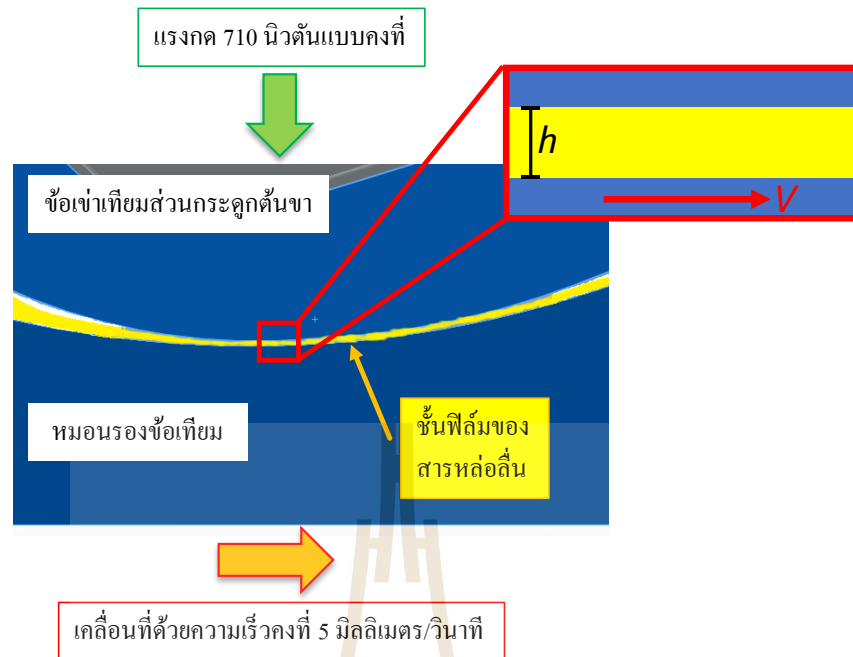 แรงกด 710 นิวตันแบบคงที่
h
V
ข้อเข่าเทียมส่วนกระดูกต้นขา
หมอนรองข้อเทียม
ชั้นฟิล์มของ
สารหล่อลื่น
เคลื่อนที่ด้วยความเร็วคงที่ 5 มิลลิเมตร/วินาที